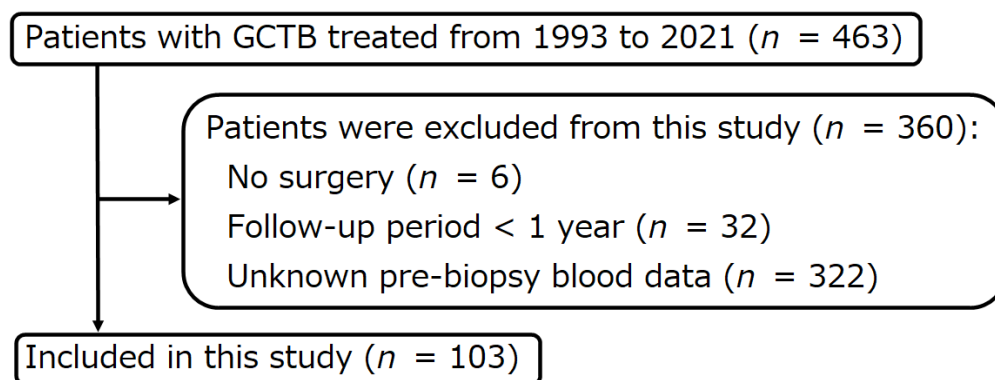 Patients with GCTB treated from 1993 to 2021 (n = 463)
Patients were excluded from this study (n = 360):
No surgery (n = 6)
Follow-up period < 1 year (n = 32)
Unknown pre-biopsy blood data (n = 322)
Included in this study (n = 103)